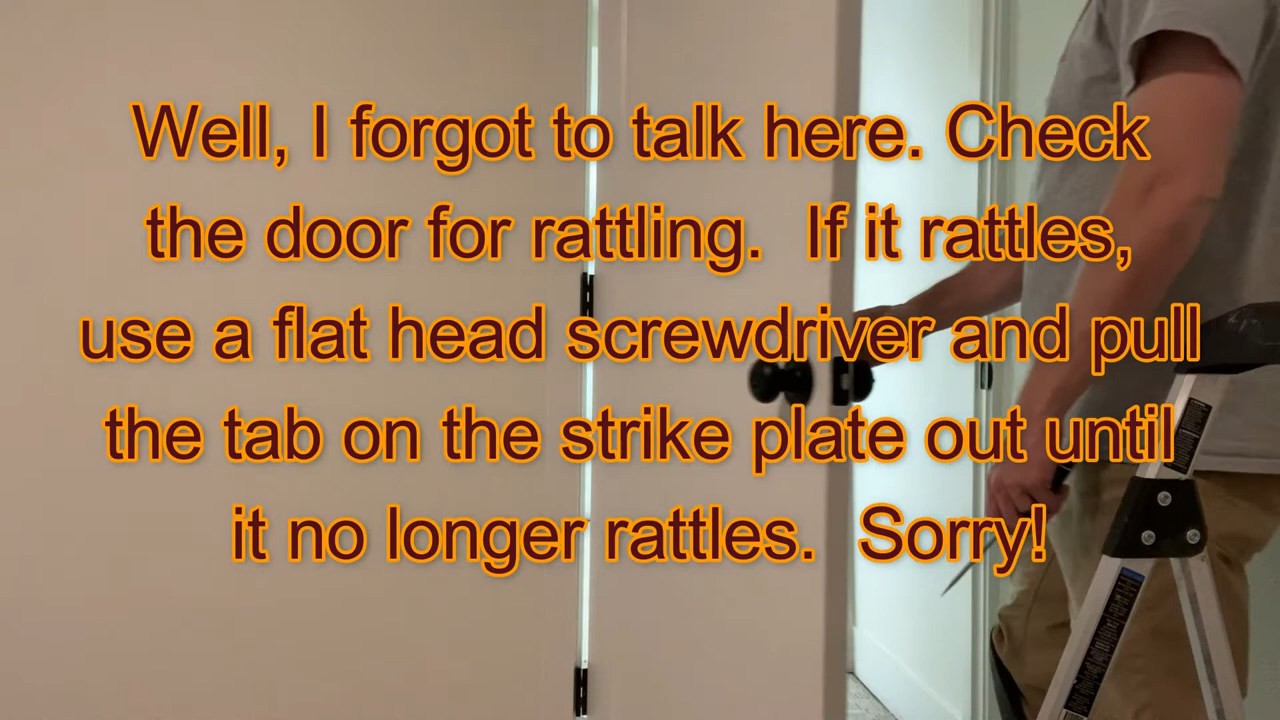 Well, I forgot to talk here. Check
the door for rattling.  If it rattles,
use a flat head screwdriver and pull
the tab on the strike plate out until
it no longer rattles.  Sorry!